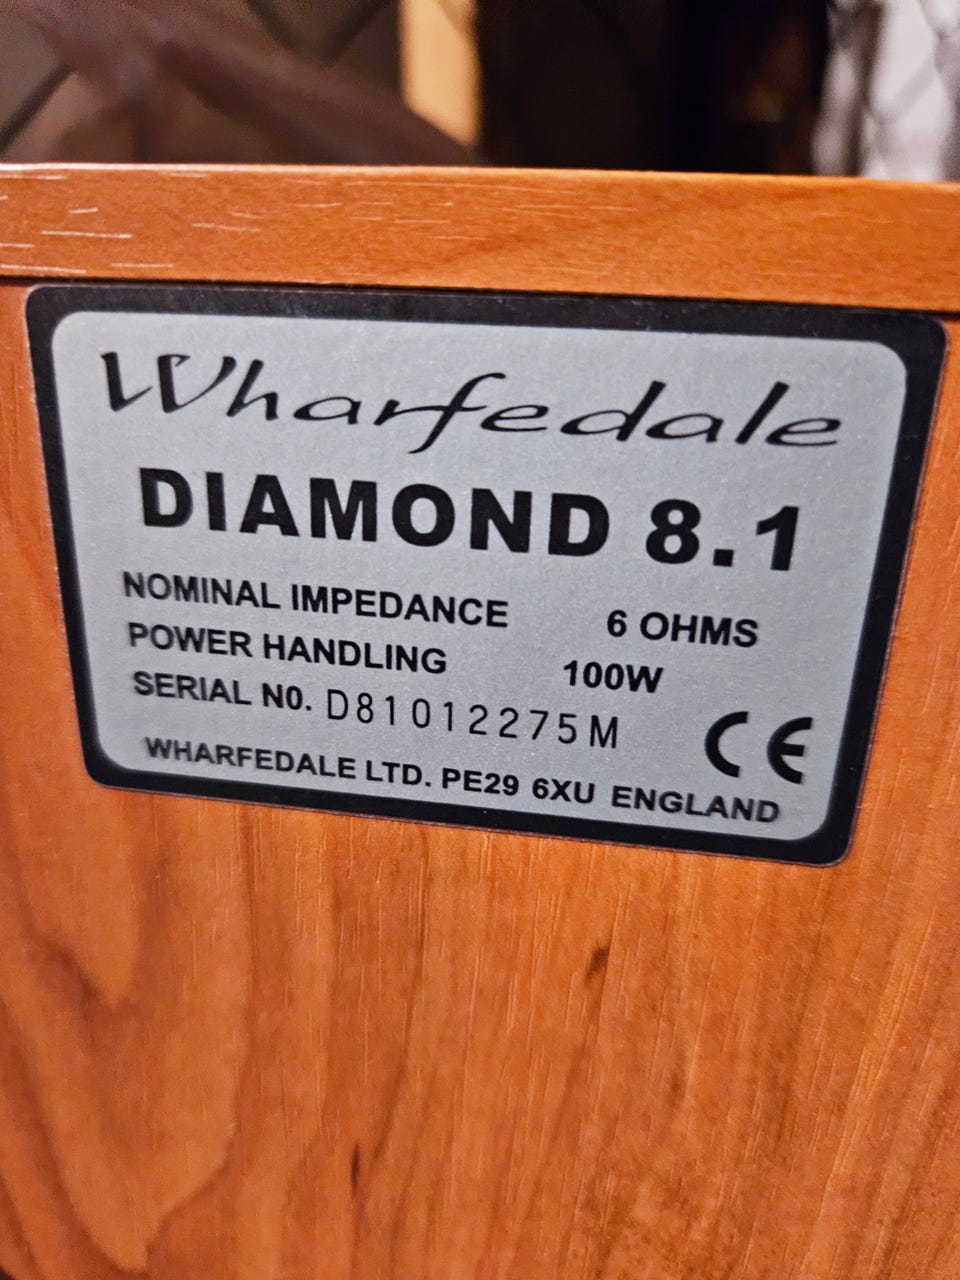 Wharfedale
DIAMOND 8.1
NOMINAL IMPEDANCE 6 OHMS
POWER HANDLING 100W
SERIAL N0. D81012275M
CE
WHARFEDALE LTD. PE29 6XU ENGLAND